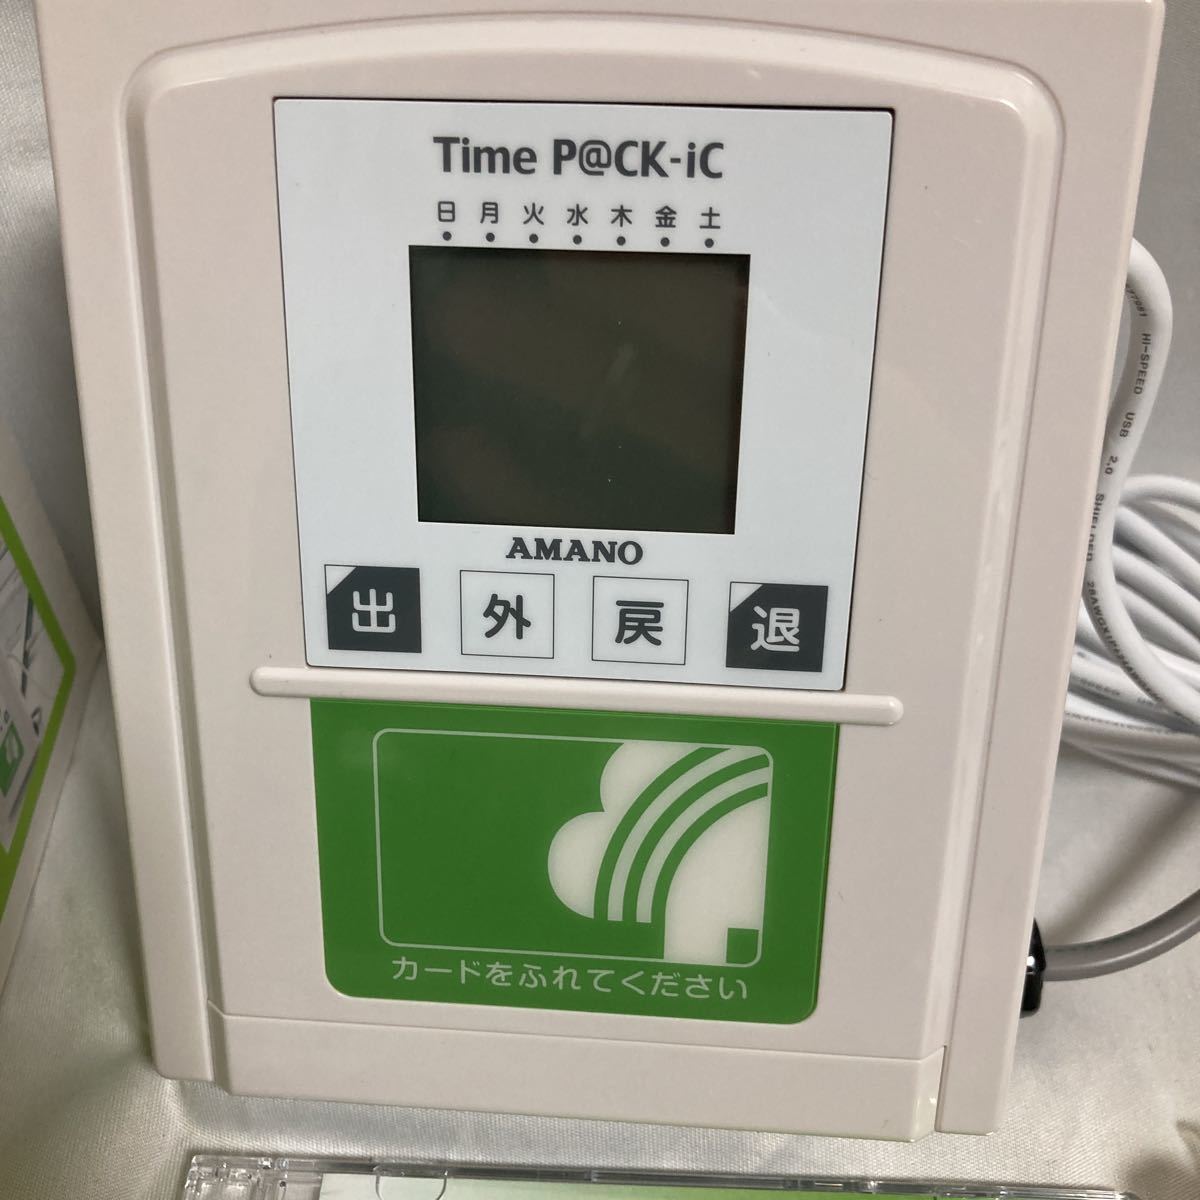 Time P@CK-iC
日 月 火 水 木 金 土
AMANO
出 外 戻 退
カードをふれてください
HI-SPEED USB 2.0 SHIELDED